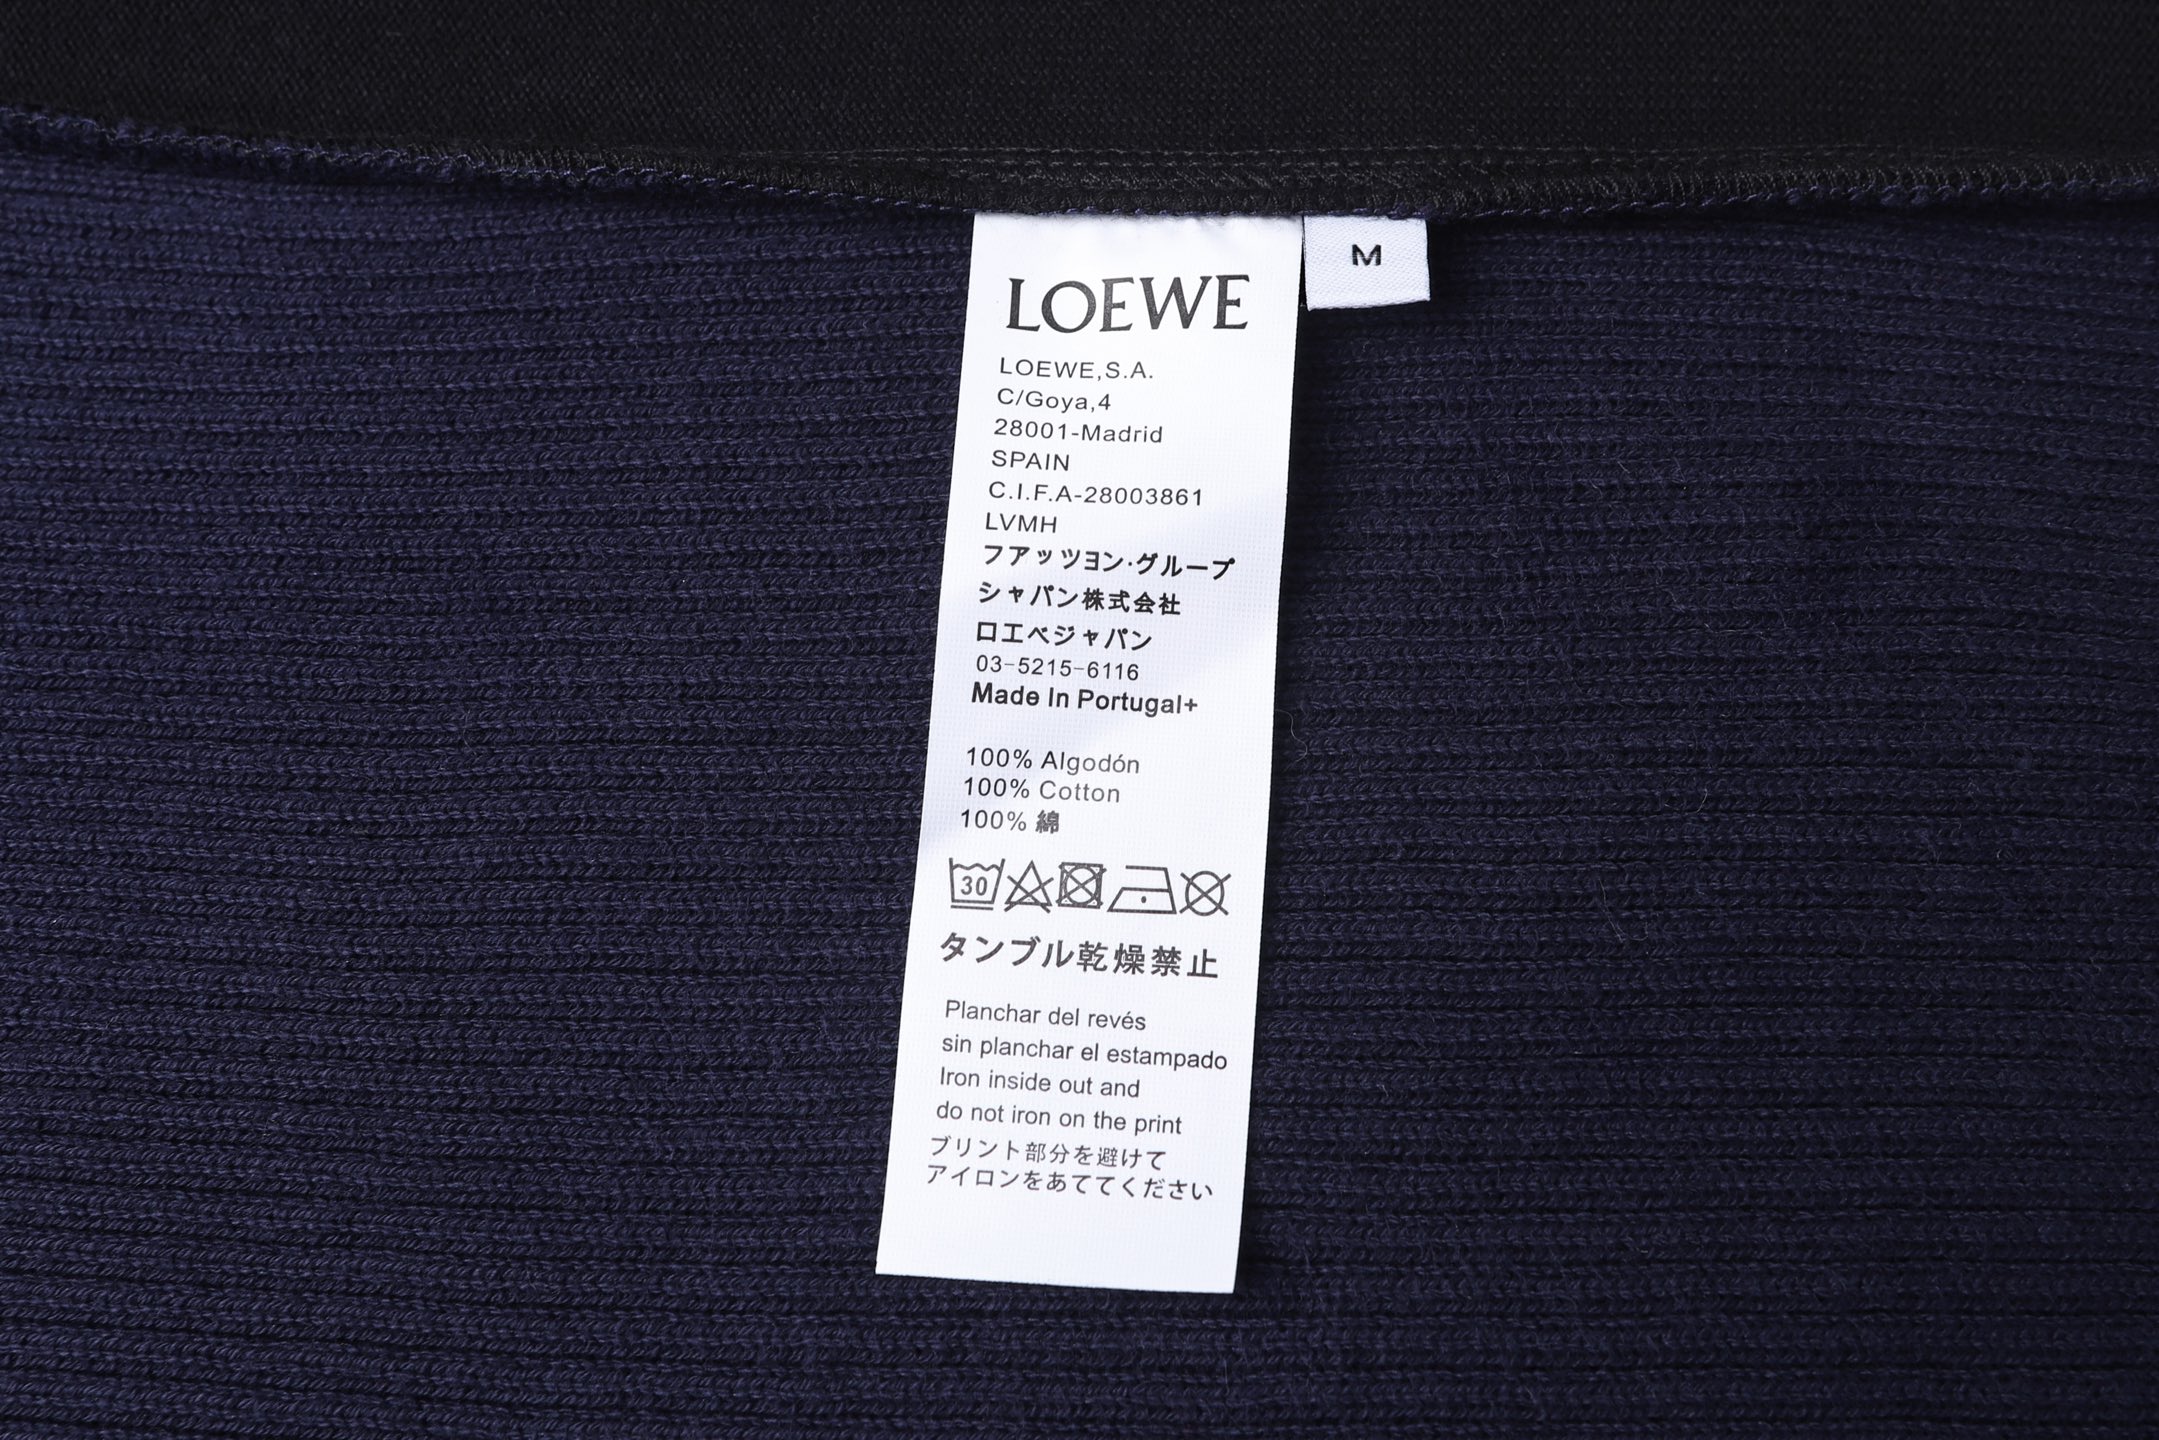 LOEWE
M
LOEWE,S.A.
C/Goya,4
28001-Madrid
SPAIN
C.I.F.A-28003861
LVMH
フアッツヨン·グループ
シャパン株式会社
口工ベジャパン
03-5215-6116
Made In Portugal+
100% Algodón
100% Cotton
100% 綿
30
タンブル乾燥禁止
Planchar del revés
sin planchar el estampado
Iron inside out and
do not iron on the print
ブリント部分を避けて
アイロンをあててください